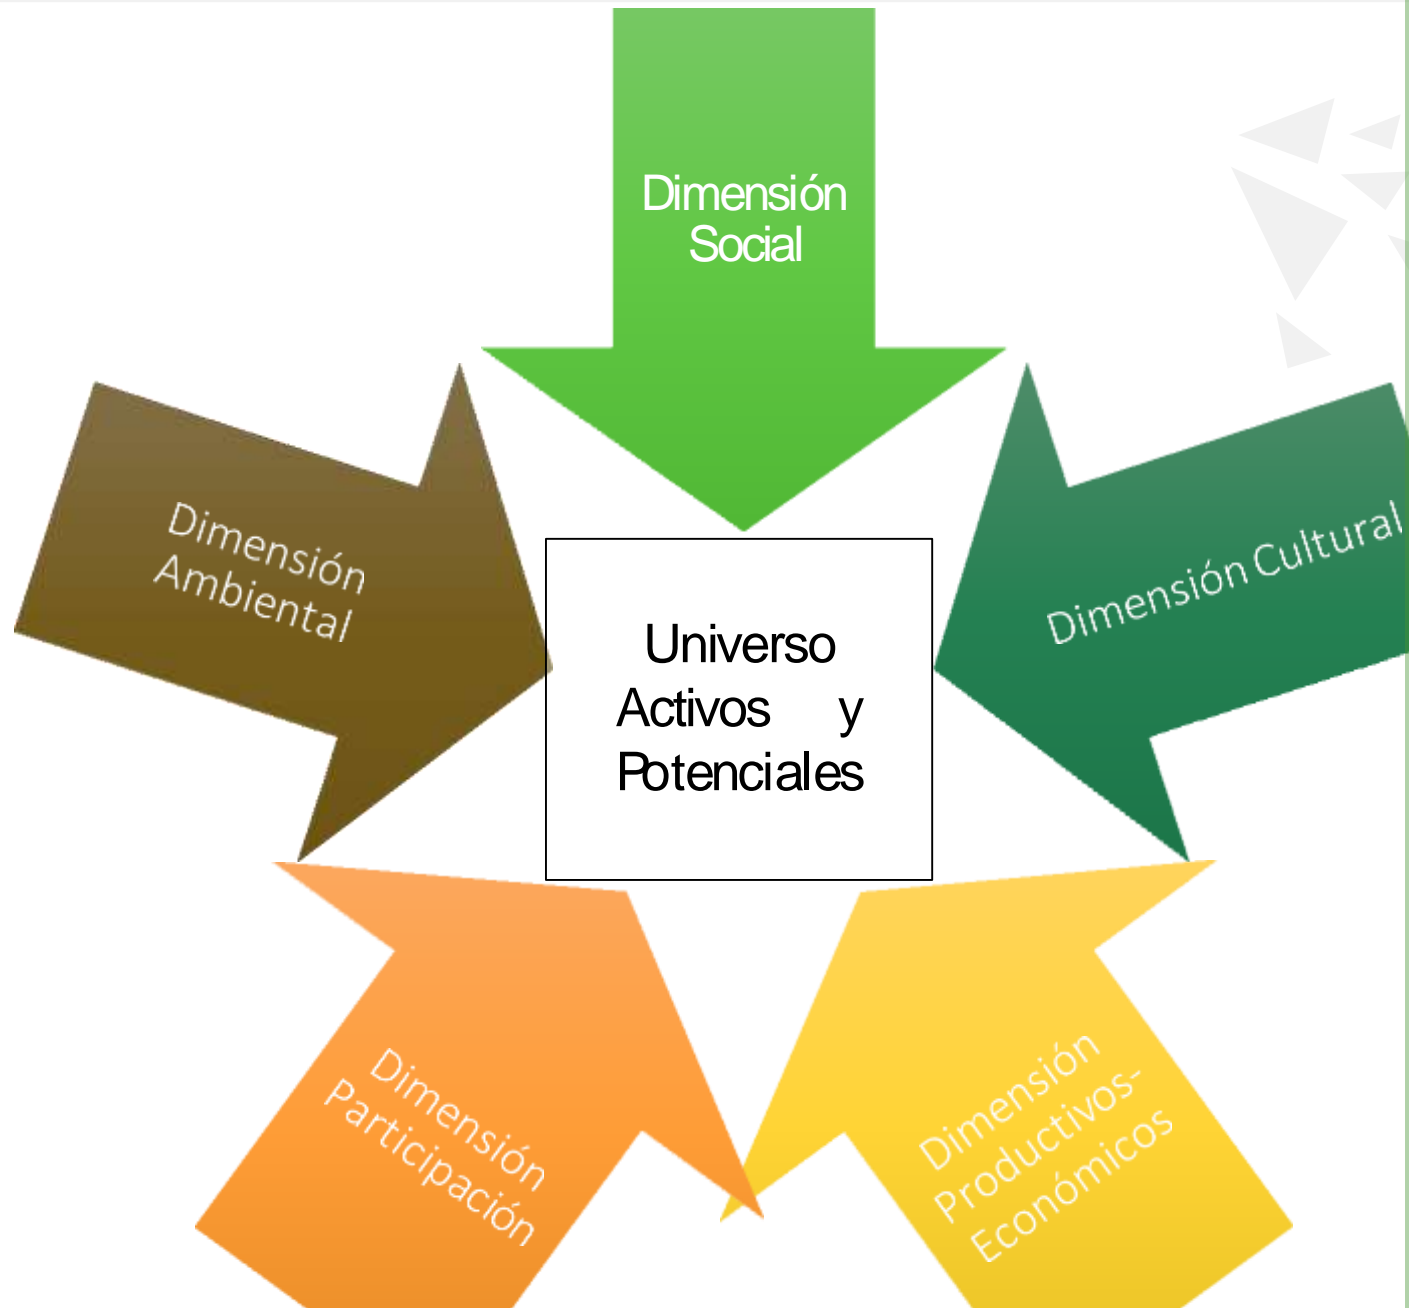 Dimensión
Social
Dimensión
Ambiental
Dimensión Cultural
Universo
Activos y
Potenciales
Dimensión
Participación
Dimensión
Productivos-
Económicos